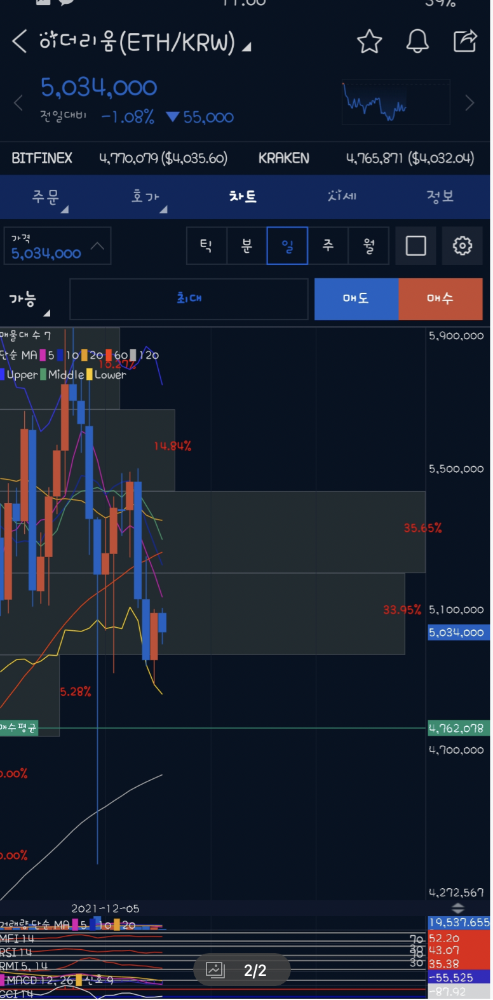 이더리움(ETH/KRW)
5,034,000
전일대비 -1.08% ▼55,000
BITFINEX 4,770,079 ($4,035.60) KRAKEN 4,765,871 ($4,032.04)
주문 호가 차트 시세 정보
가격
5,034,000
틱 분 일 주 월
가능 최대 매도 매수
매물대 수 7
5,900,000
단순 MA 5 10 20 60 120
Upper Middle Lower
14.84%
5,500,000
35.65%
33.95%
5,100,000
5,034,000
5.28%
매수평균
4,762,078
4,700,000
0.00%
0.00%
4,272,567
2021-12-05
거래량 단순 MA 5 10 20
19,537.655
MFI 14
70
52.20
RSI 14
43.07
RMI 5, 14
30
35.38
MACD 12, 26 신호 9
-55,525
CCI 14
-87.92
2/2